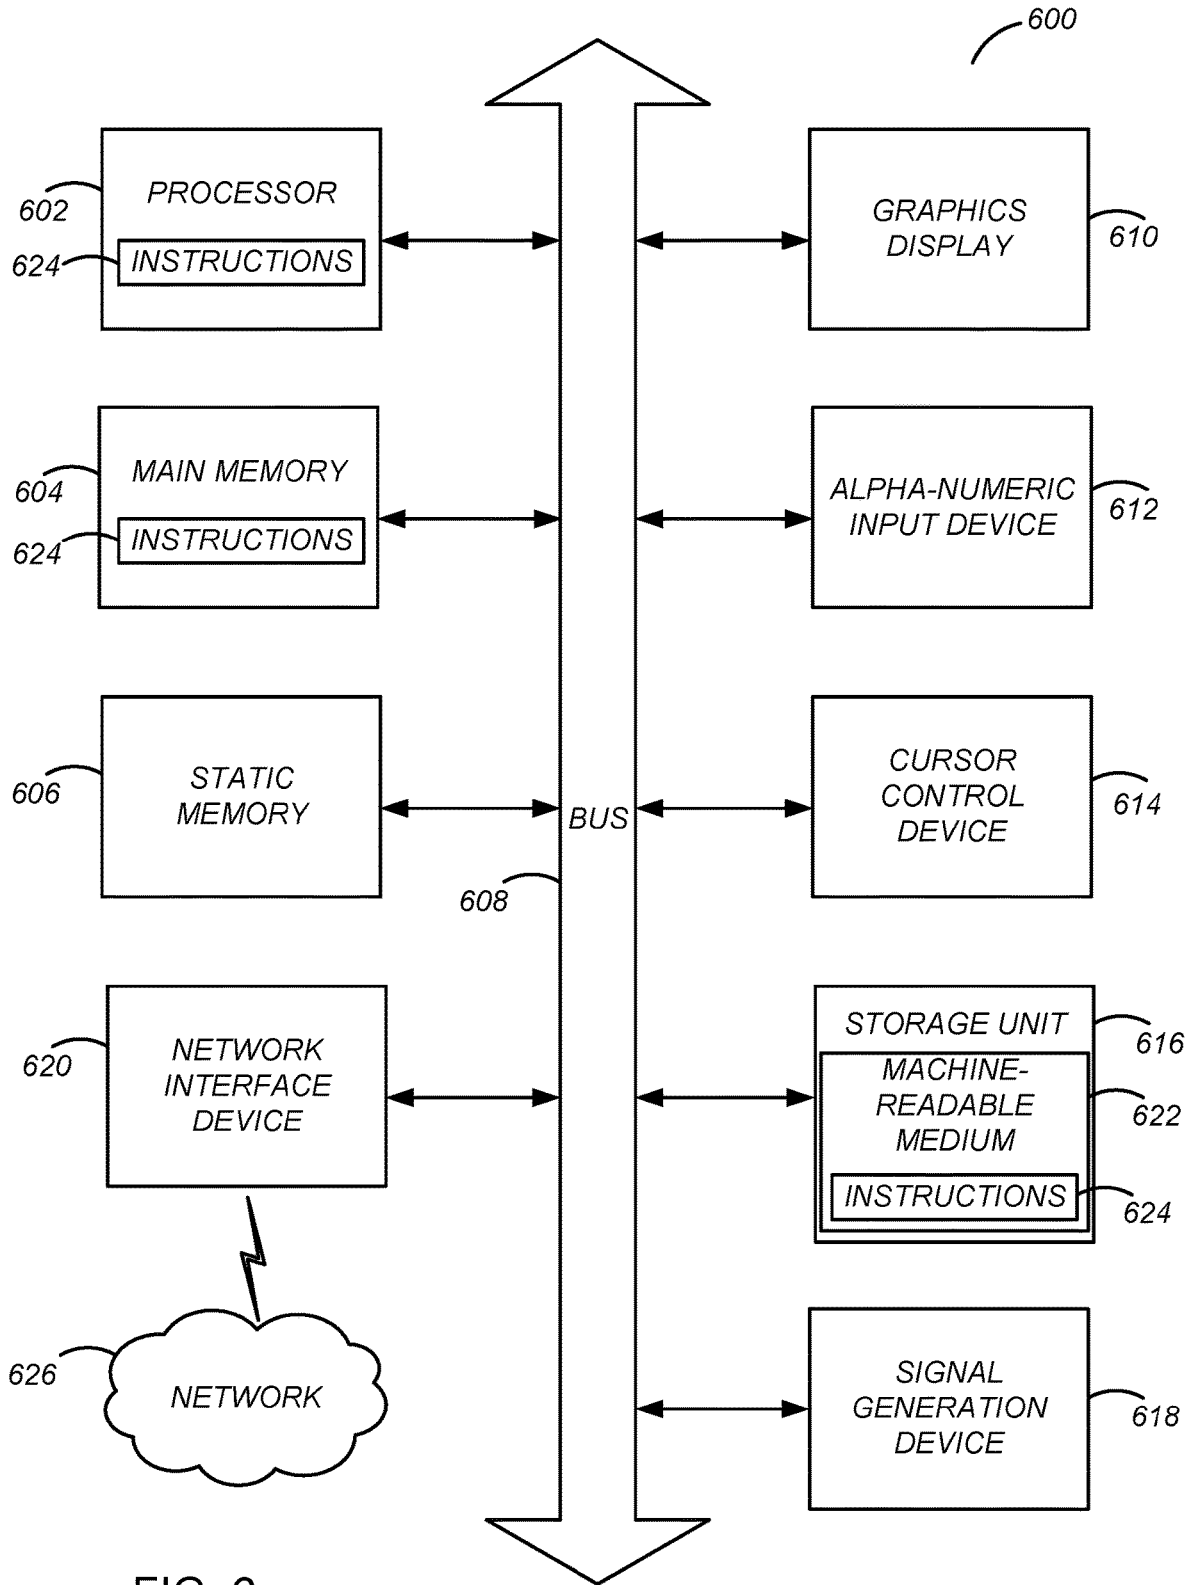 600
PROCESSOR
602
624
INSTRUCTIONS
GRAPHICS
DISPLAY
610
MAIN MEMORY
604
624
INSTRUCTIONS
ALPHA-NUMERIC
INPUT DEVICE
612
STATIC
MEMORY
606
BUS
608
CURSOR
CONTROL
DEVICE
614
NETWORK
INTERFACE
DEVICE
620
STORAGE UNIT
616
MACHINE-
READABLE
MEDIUM
622
INSTRUCTIONS
624
626
NETWORK
SIGNAL
GENERATION
DEVICE
618
FIG.